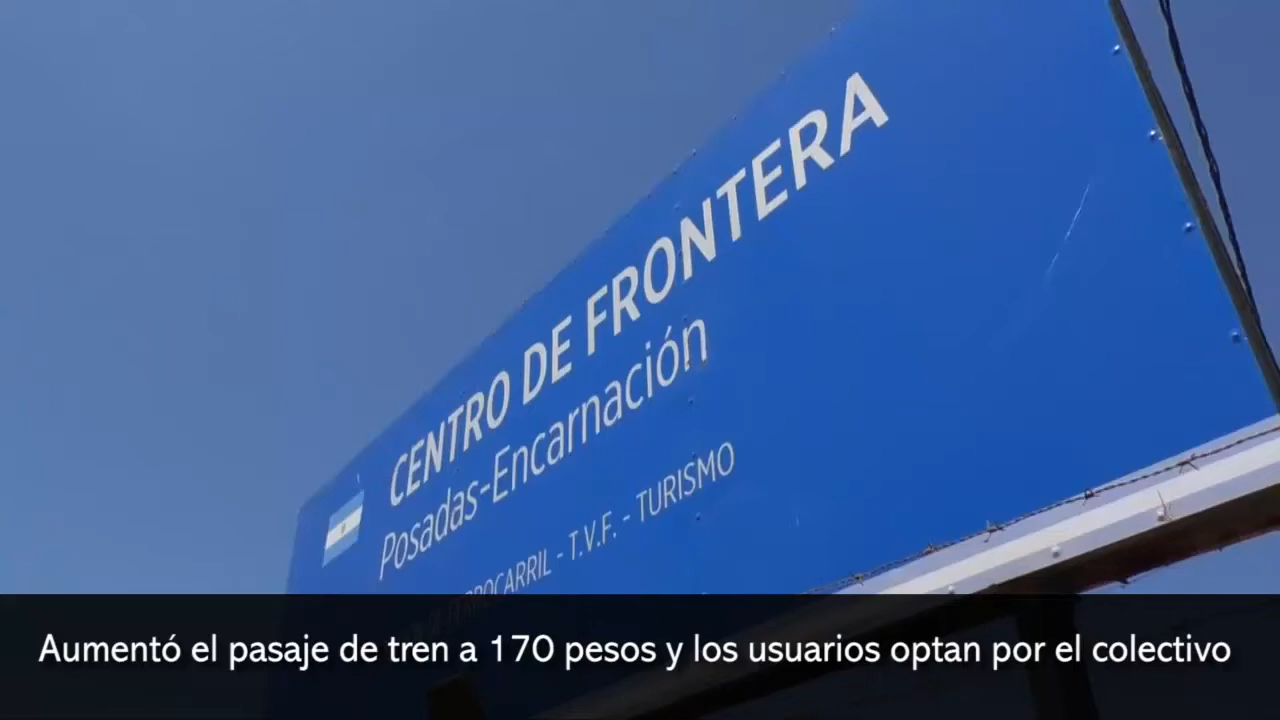 CENTRO DE FRONTERA
Posadas-Encarnación
FERROCARRIL - T.V.F. - TURISMO
Aumentó el pasaje de tren a 170 pesos y los usuarios optan por el colectivo